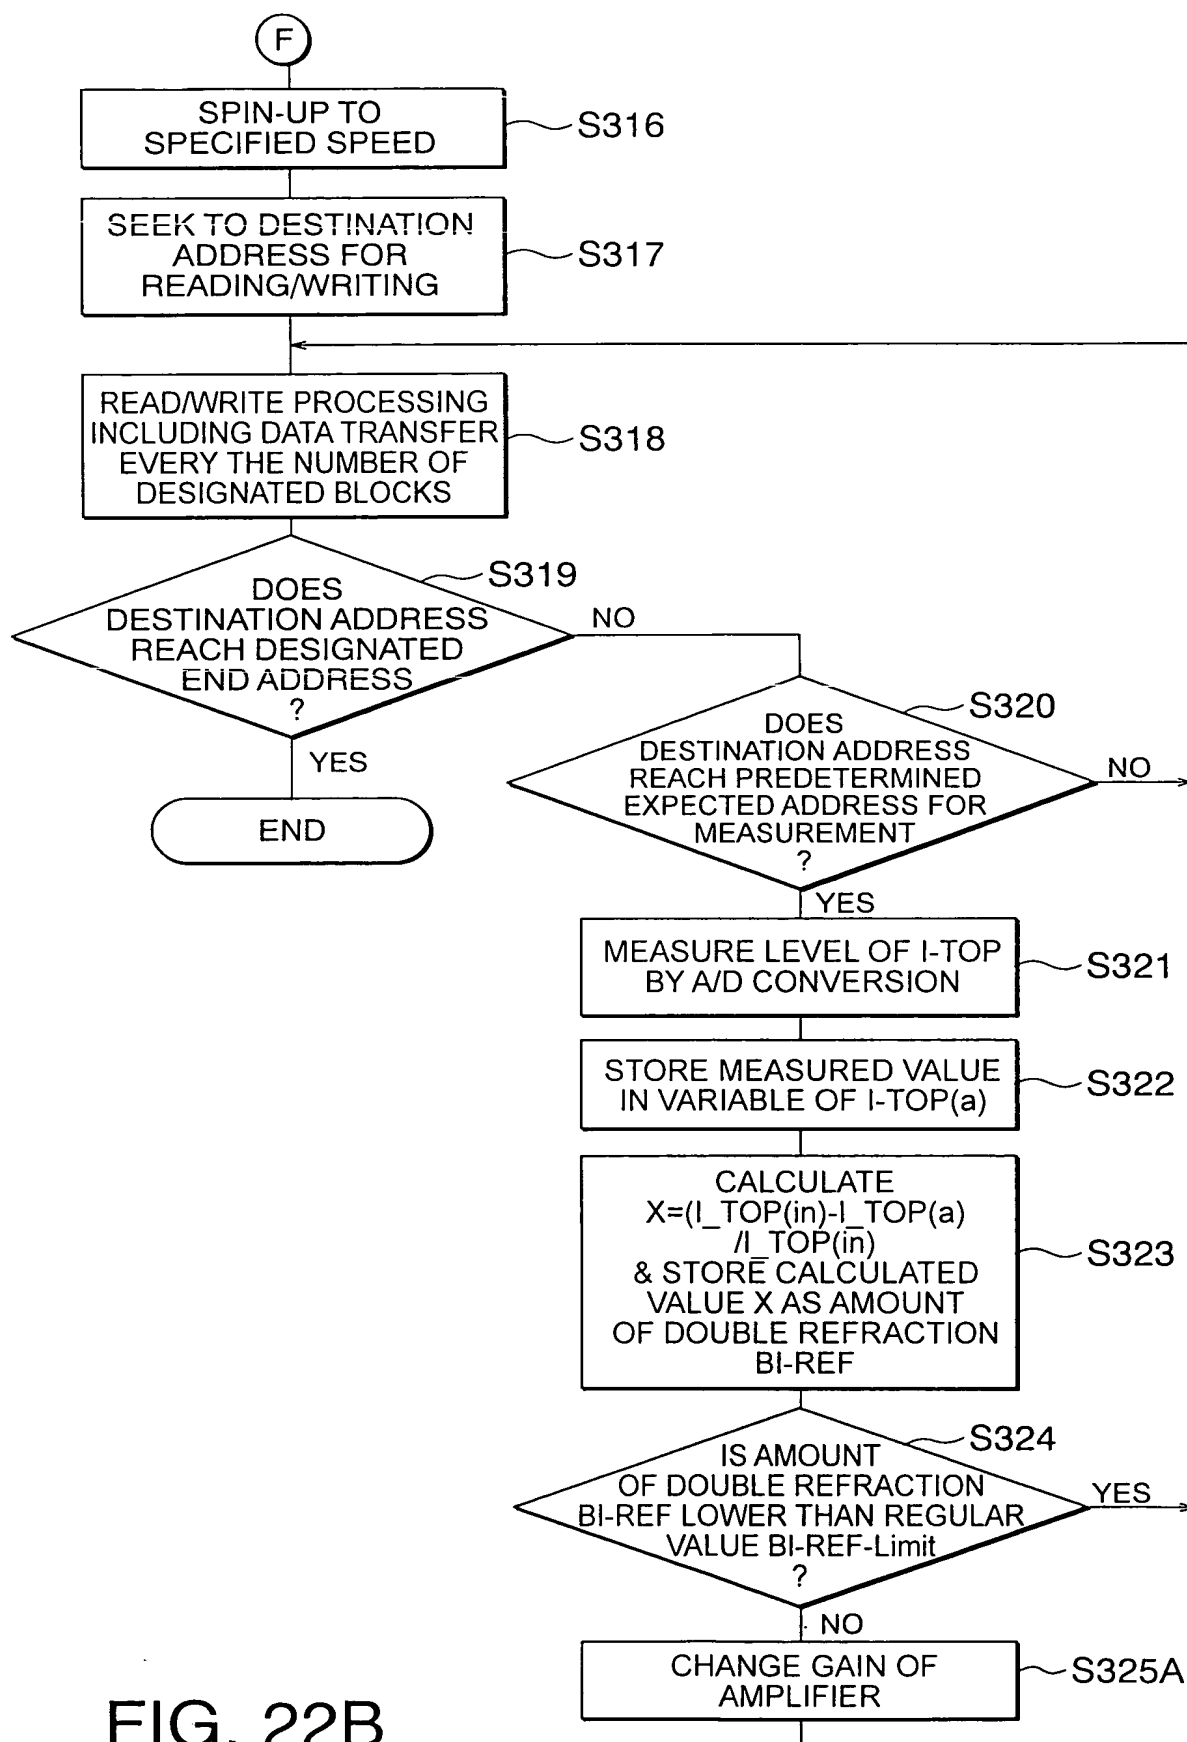 F
SPIN-UP TO
SPECIFIED SPEED
S316
SEEK TO DESTINATION
ADDRESS FOR
READING/WRITING
S317
READ/WRITE PROCESSING
INCLUDING DATA TRANSFER
EVERY THE NUMBER OF
DESIGNATED BLOCKS
S318
S319
DOES
DESTINATION ADDRESS
REACH DESIGNATED
END ADDRESS
?
NO
YES
END
S320
DOES
DESTINATION ADDRESS
REACH PREDETERMINED
EXPECTED ADDRESS FOR
MEASUREMENT
?
NO
YES
MEASURE LEVEL OF I-TOP
BY A/D CONVERSION
S321
STORE MEASURED VALUE
IN VARIABLE OF I-TOP(a)
S322
CALCULATE
X=(I_TOP(in)-I_TOP(a)
/I_TOP(in)
& STORE CALCULATED
VALUE X AS AMOUNT
OF DOUBLE REFRACTION
BI-REF
S323
S324
IS AMOUNT
OF DOUBLE REFRACTION
BI-REF LOWER THAN REGULAR
VALUE BI-REF-Limit
?
YES
NO
CHANGE GAIN OF
AMPLIFIER
S325A
FIG. 22B